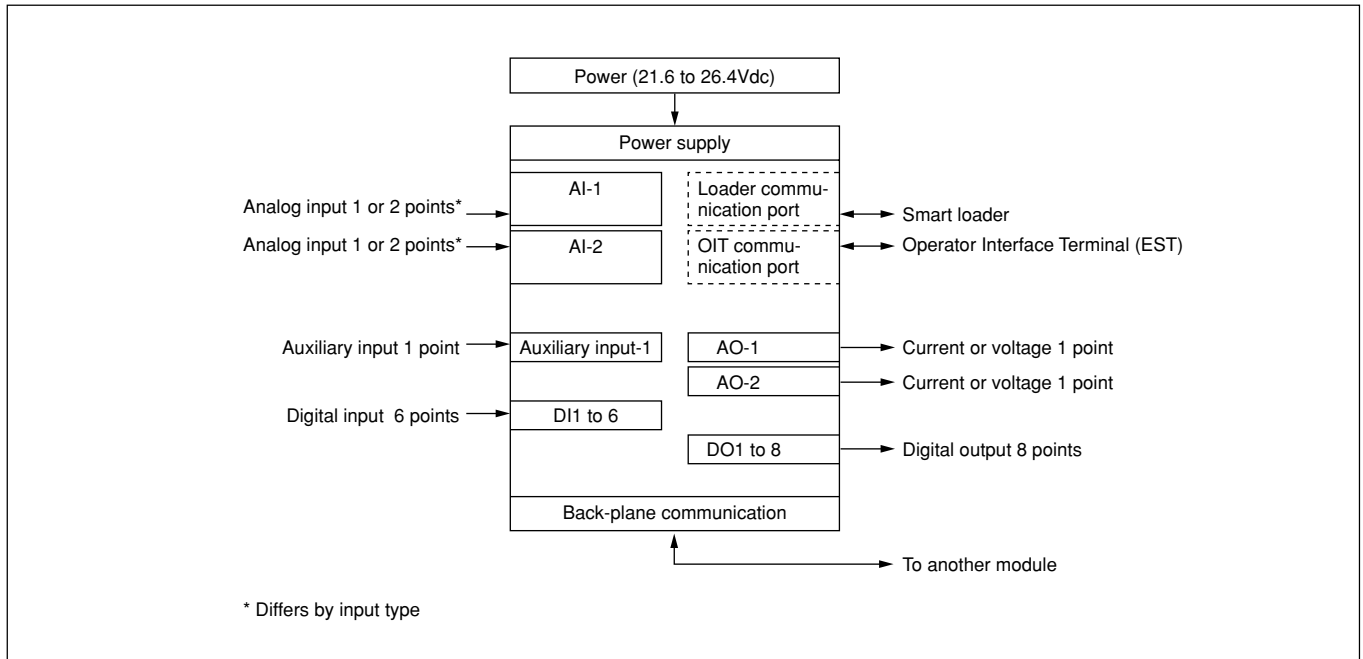 Power (21.6 to 26.4Vdc)
Power supply
Analog input 1 or 2 points*
AI-1
Loader commu-
nication port
Smart loader
Analog input 1 or 2 points*
AI-2
OIT commu-
nication port
Operator Interface Terminal (EST)
Auxiliary input 1 point
Auxiliary input-1
AO-1
Current or voltage 1 point
AO-2
Current or voltage 1 point
Digital input 6 points
DI1 to 6
DO1 to 8
Digital output 8 points
Back-plane communication
To another module
* Differs by input type